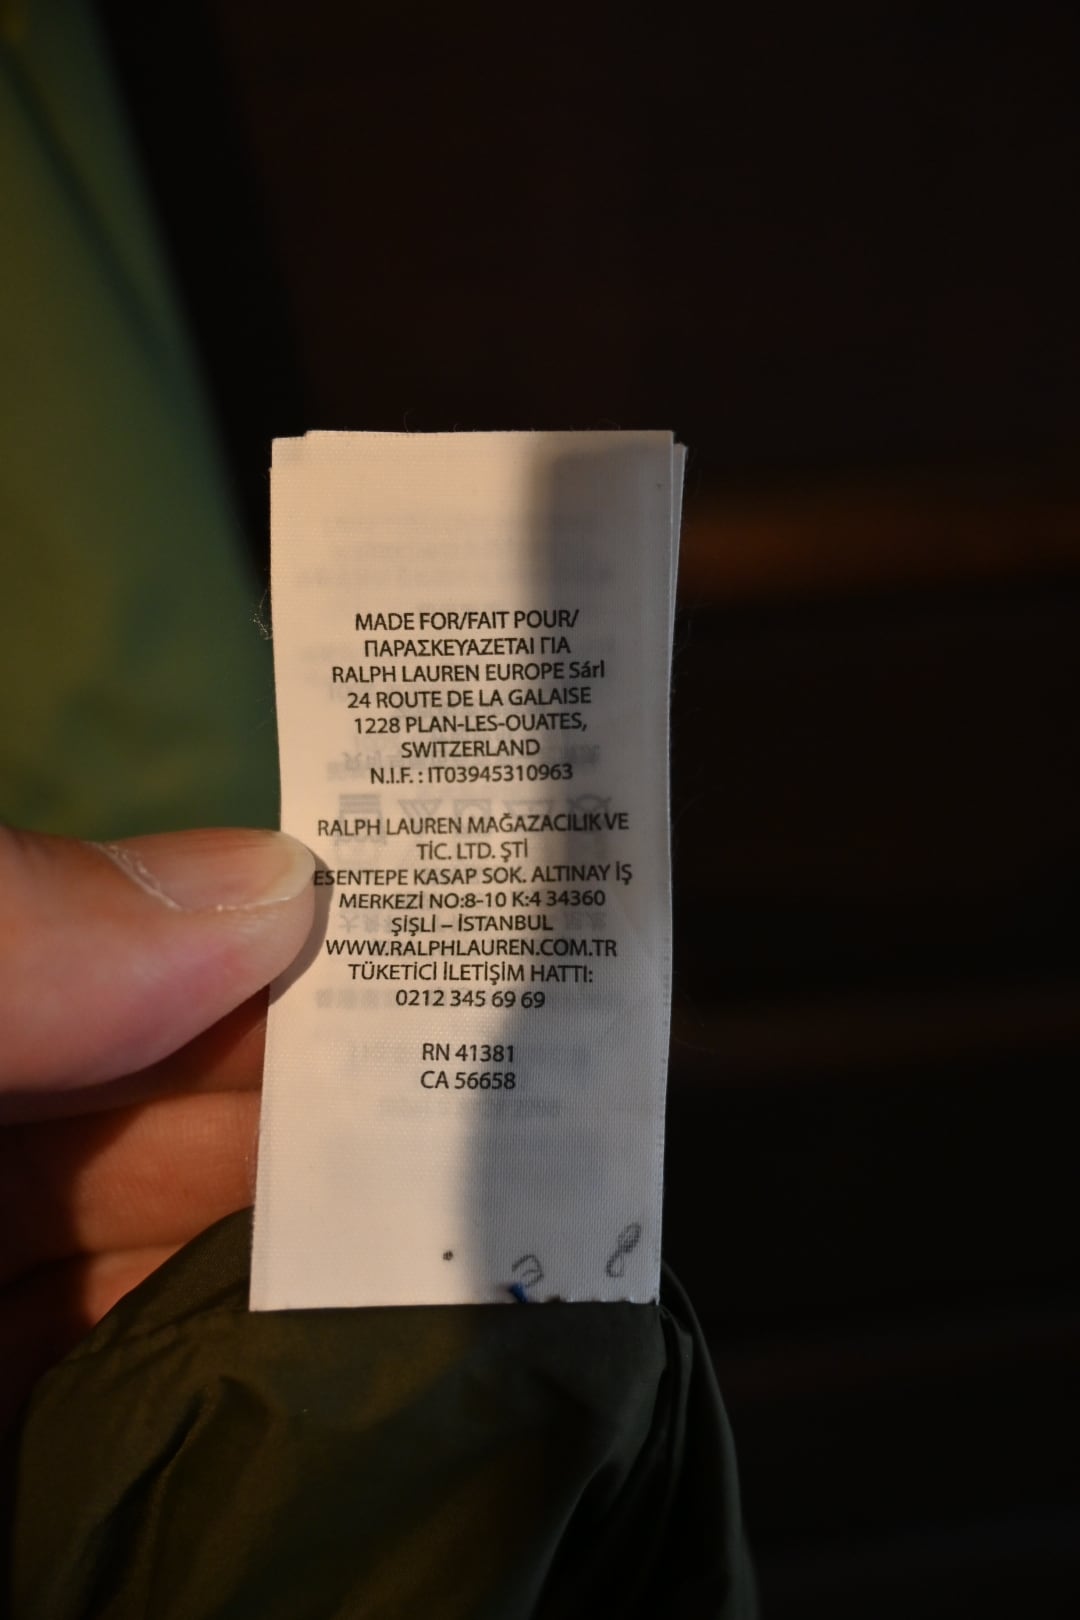 MADE FOR/FAIT POUR/
ΠΑΡΑΣΚΕΥΑΖΕΤΑΙ ΓΙΑ
RALPH LAUREN EUROPE Sárl
24 ROUTE DE LA GALAISE
1228 PLAN-LES-OUATES,
SWITZERLAND
N.I.F. : IT03945310963
RALPH LAUREN MAĞAZACILIK VE
TİC. LTD. ŞTİ
ESENTEPE KASAP SOK. ALTINAY İŞ
MERKEZİ NO:8-10 K:4 34360
ŞİŞLİ – İSTANBUL
WWW.RALPHLAUREN.COM.TR
TÜKETİCİ İLETİŞİM HATTI:
0212 345 69 69
RN 41381
CA 56658